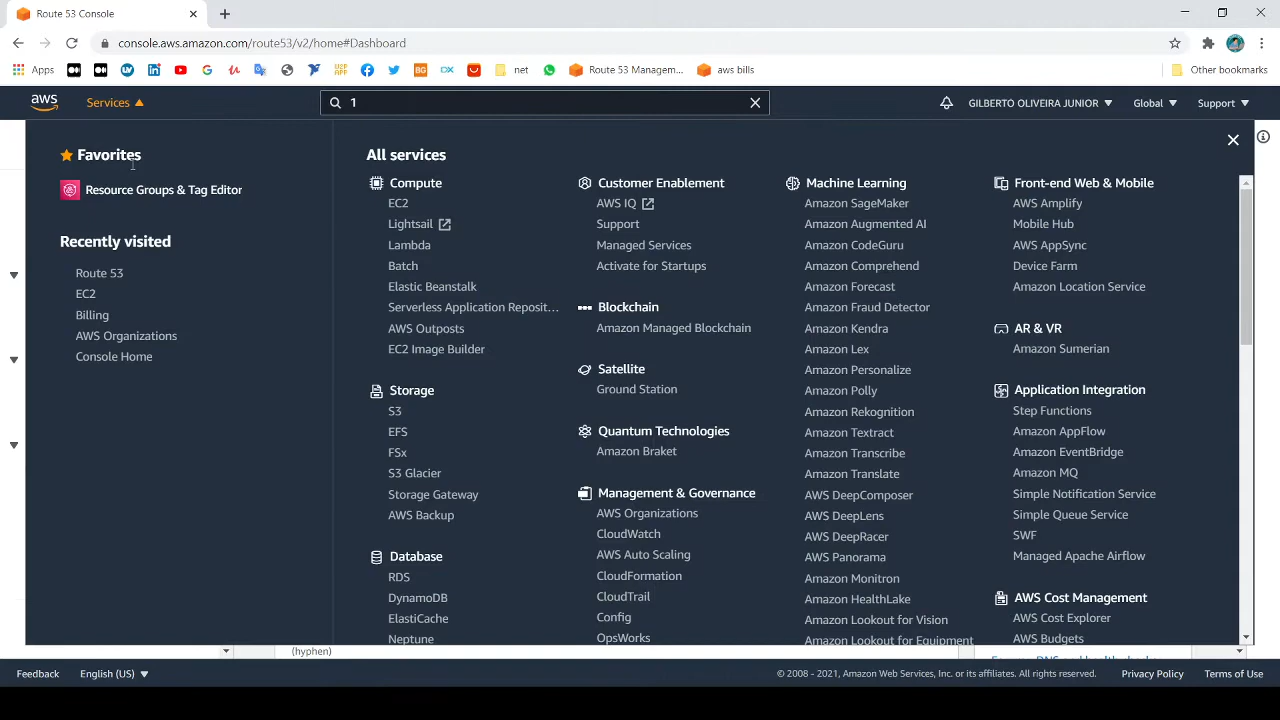 Route 53 Console
console.aws.amazon.com/route53/v2/home#Dashboard
Apps
net
Route 53 Managem...
aws bills
Other bookmarks
aws
Services
1
GILBERTO OLIVEIRA JUNIOR
Global
Support
Favorites
Resource Groups & Tag Editor
Recently visited
Route 53
EC2
Billing
AWS Organizations
Console Home
All services
Compute
EC2
Lightsail
Lambda
Batch
Elastic Beanstalk
Serverless Application Reposit...
AWS Outposts
EC2 Image Builder
Storage
S3
EFS
FSx
S3 Glacier
Storage Gateway
AWS Backup
Database
RDS
DynamoDB
ElastiCache
Neptune
Customer Enablement
AWS IQ
Support
Managed Services
Activate for Startups
Blockchain
Amazon Managed Blockchain
Satellite
Ground Station
Quantum Technologies
Amazon Braket
Management & Governance
AWS Organizations
CloudWatch
AWS Auto Scaling
CloudFormation
CloudTrail
Config
OpsWorks
Machine Learning
Amazon SageMaker
Amazon Augmented AI
Amazon CodeGuru
Amazon Comprehend
Amazon Forecast
Amazon Fraud Detector
Amazon Kendra
Amazon Lex
Amazon Personalize
Amazon Polly
Amazon Rekognition
Amazon Textract
Amazon Transcribe
Amazon Translate
AWS DeepComposer
AWS DeepLens
AWS DeepRacer
AWS Panorama
Amazon Monitron
Amazon HealthLake
Amazon Lookout for Vision
Amazon Lookout for Equipment
Front-end Web & Mobile
AWS Amplify
Mobile Hub
AWS AppSync
Device Farm
Amazon Location Service
AR & VR
Amazon Sumerian
Application Integration
Step Functions
Amazon AppFlow
Amazon EventBridge
Amazon MQ
Simple Notification Service
Simple Queue Service
SWF
Managed Apache Airflow
AWS Cost Management
AWS Cost Explorer
AWS Budgets
(hyphen)
Feedback
English (US)
© 2008 - 2021, Amazon Web Services, Inc. or its affiliates. All rights reserved.
Privacy Policy
Terms of Use